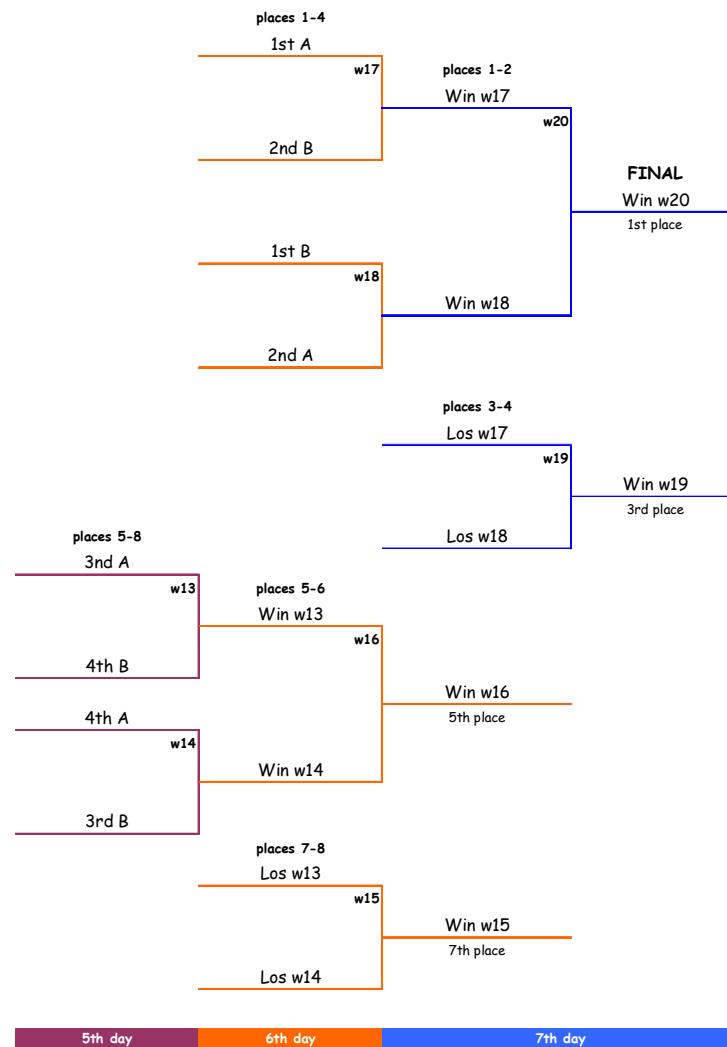 places 1-4
1st A
w17
places 1-2
Win w17
w20
2nd B
FINAL
Win w20
1st place
1st B
w18
Win w18
2nd A
places 3-4
Los w17
w19
Win w19
3rd place
Los w18
places 5-8
3nd A
w13
places 5-6
Win w13
w16
4th B
Win w16
5th place
4th A
w14
Win w14
3rd B
places 7-8
Los w13
w15
Win w15
7th place
Los w14
5th day 6th day 7th day